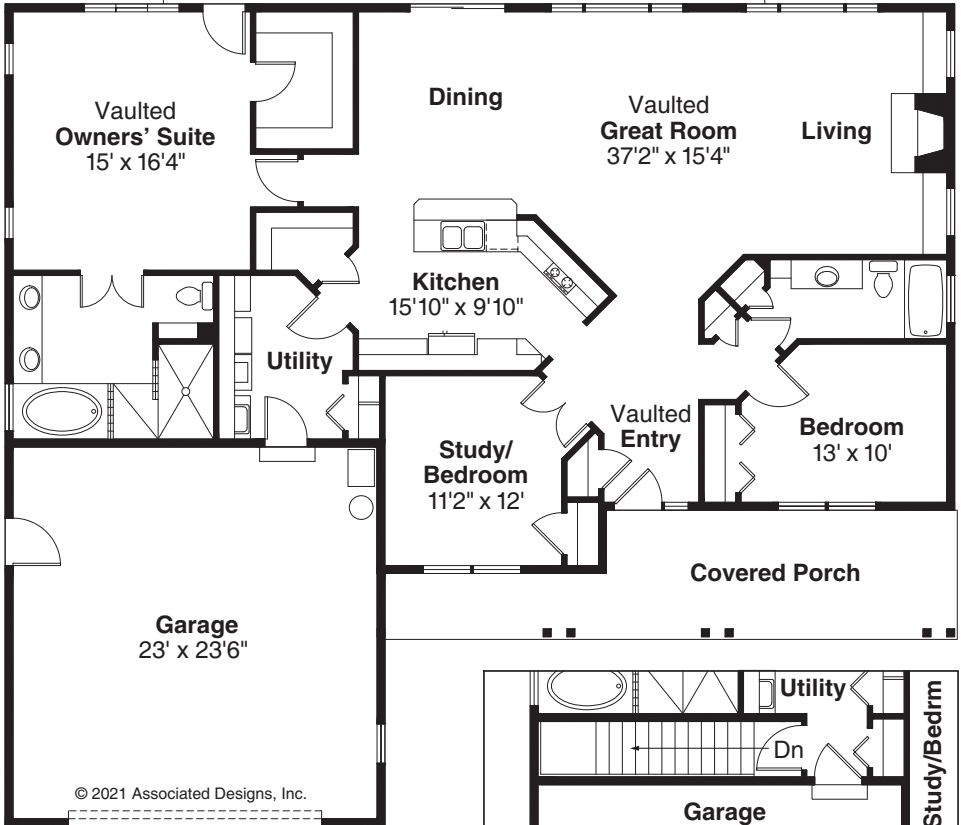 Vaulted
Owners' Suite
15' x 16'4"
Dining
Vaulted
Great Room
37'2" x 15'4"
Living
Kitchen
15'10" x 9'10"
Utility
Study/
Bedroom
11'2" x 12'
Vaulted
Entry
Bedroom
13' x 10'
Covered Porch
Garage
23' x 23'6"
© 2021 Associated Designs, Inc.
Utility
Dn
Garage
Study/Bedrm